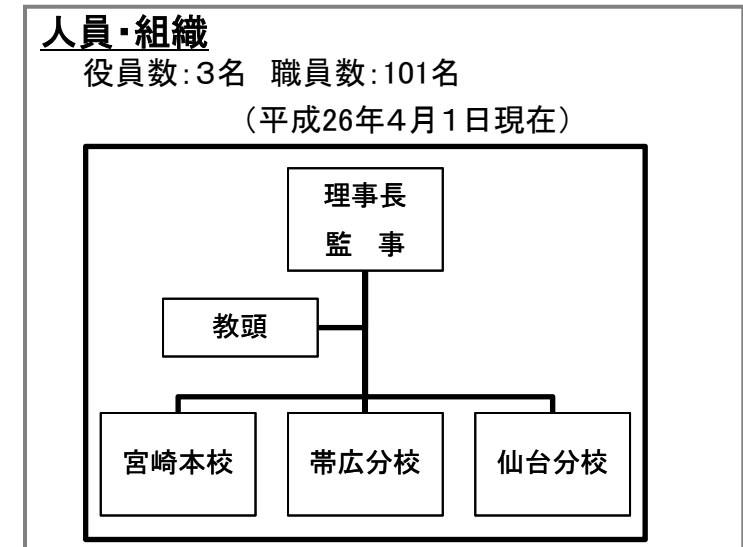 人員・組織
役員数：３名 職員数：101名
（平成26年４月１日現在）
理事長
監　事
教頭
宮崎本校
帯広分校
仙台分校